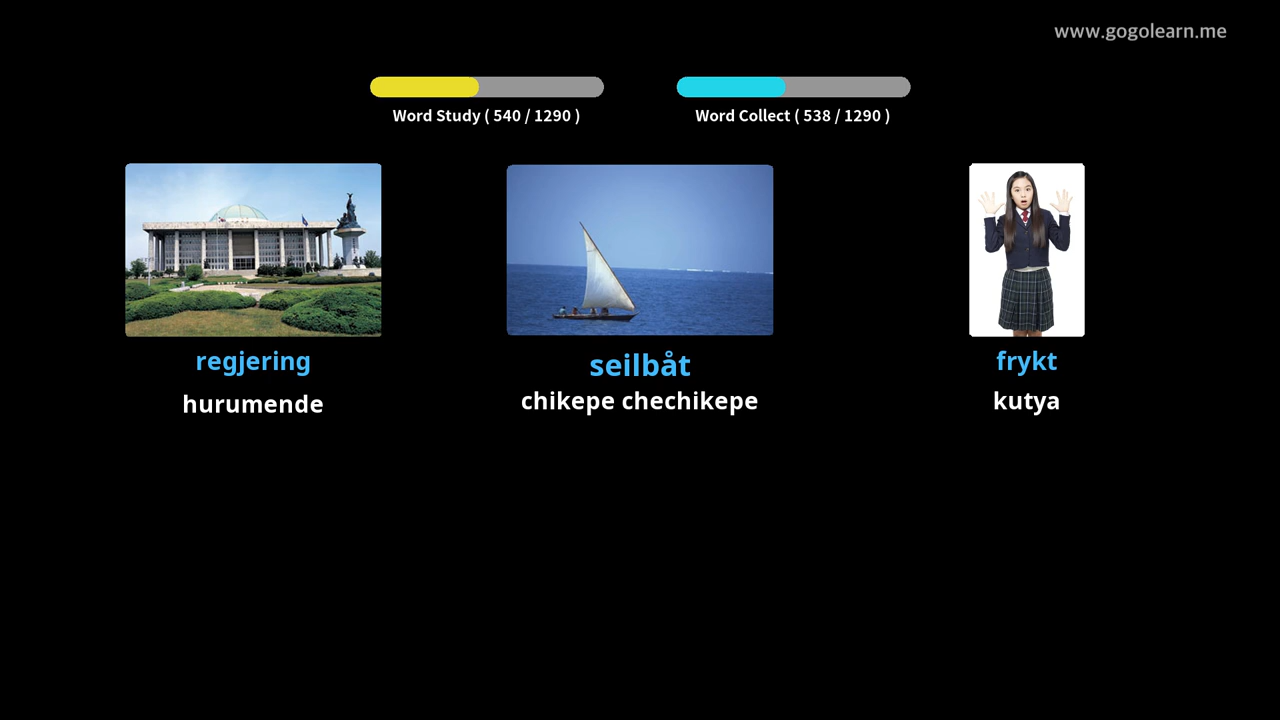 www.gogolearn.me
Word Study ( 540 / 1290 )
Word Collect ( 538 / 1290 )
regjering
hurumende
seilbåt
chikepe chechikepe
frykt
kutya